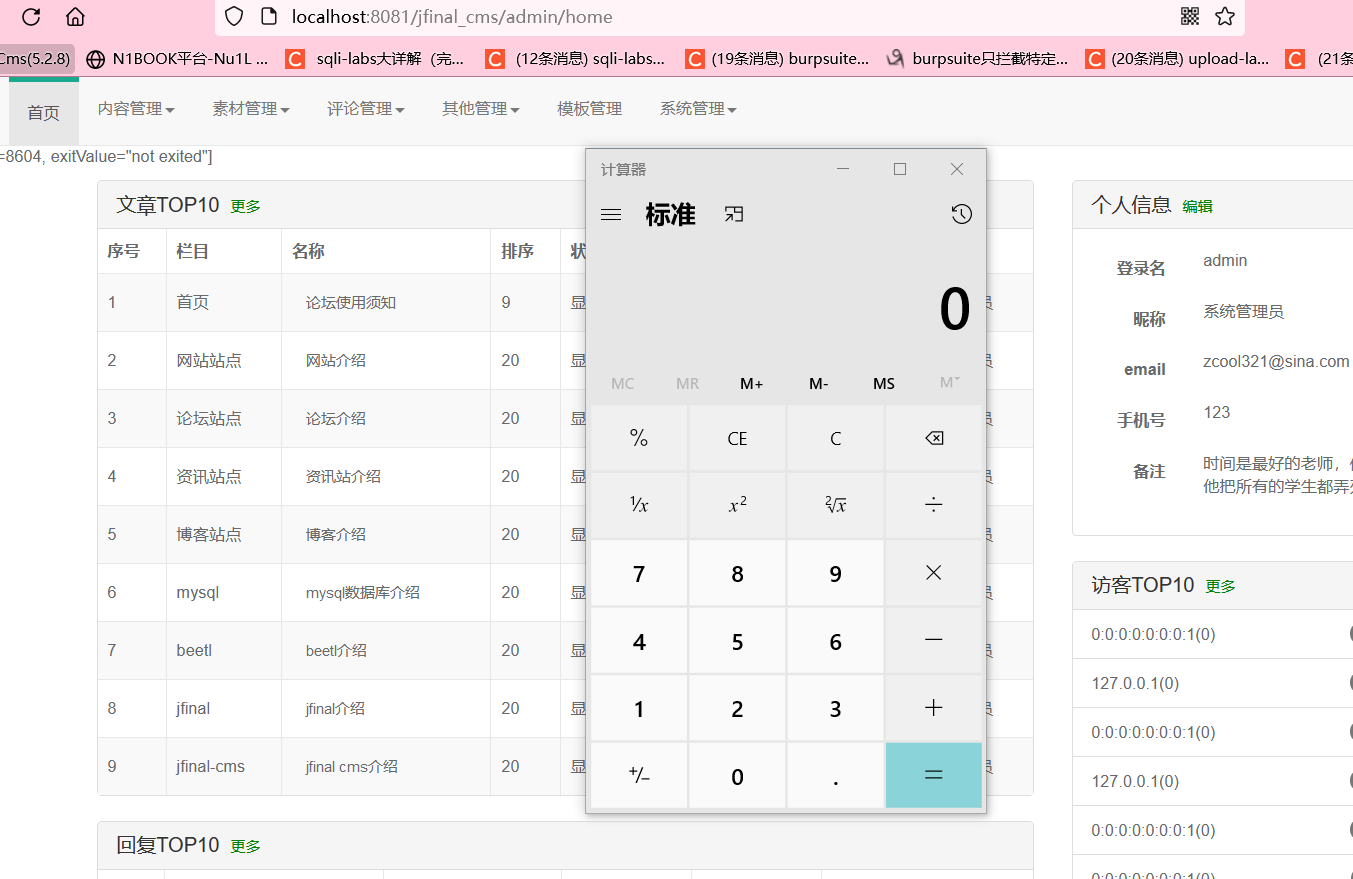 localhost:8081/jfinal_cms/admin/home
Cms(5.2.8) N1BOOK平台-Nu1L ... sqli-labs大详解（完... (12条消息) sqli-labs... (19条消息) burpsuite... burpsuite只拦截特定... (20条消息) upload-la... (21条
首页 内容管理 素材管理 评论管理 其他管理 模板管理 系统管理
=8604, exitValue="not exited"]
文章TOP10 更多
序号 栏目 名称 排序 状
1 首页 论坛使用须知 9 显
2 网站站点 网站介绍 20 显
3 论坛站点 论坛介绍 20 显
4 资讯站点 资讯站介绍 20 显
5 博客站点 博客介绍 20 显
6 mysql mysql数据库介绍 20 显
7 beetl beetl介绍 20 显
8 jfinal jfinal介绍 20 显
9 jfinal-cms jfinal cms介绍 20 显
回复TOP10 更多
计算器
标准
0
MC MR M+ M- MS M˅
% CE C
¹/x x² ²√x ÷
7 8 9 ×
4 5 6 −
1 2 3 +
+/− 0 . =
个人信息 编辑
登录名 admin
昵称 系统管理员
email zcool321@sina.com
手机号 123
备注 时间是最好的老师，
他把所有的学生都弄
访客TOP10 更多
0:0:0:0:0:0:0:1(0)
127.0.0.1(0)
0:0:0:0:0:0:0:1(0)
127.0.0.1(0)
0:0:0:0:0:0:0:1(0)
0:0:0:0:0:0:0:1(0)